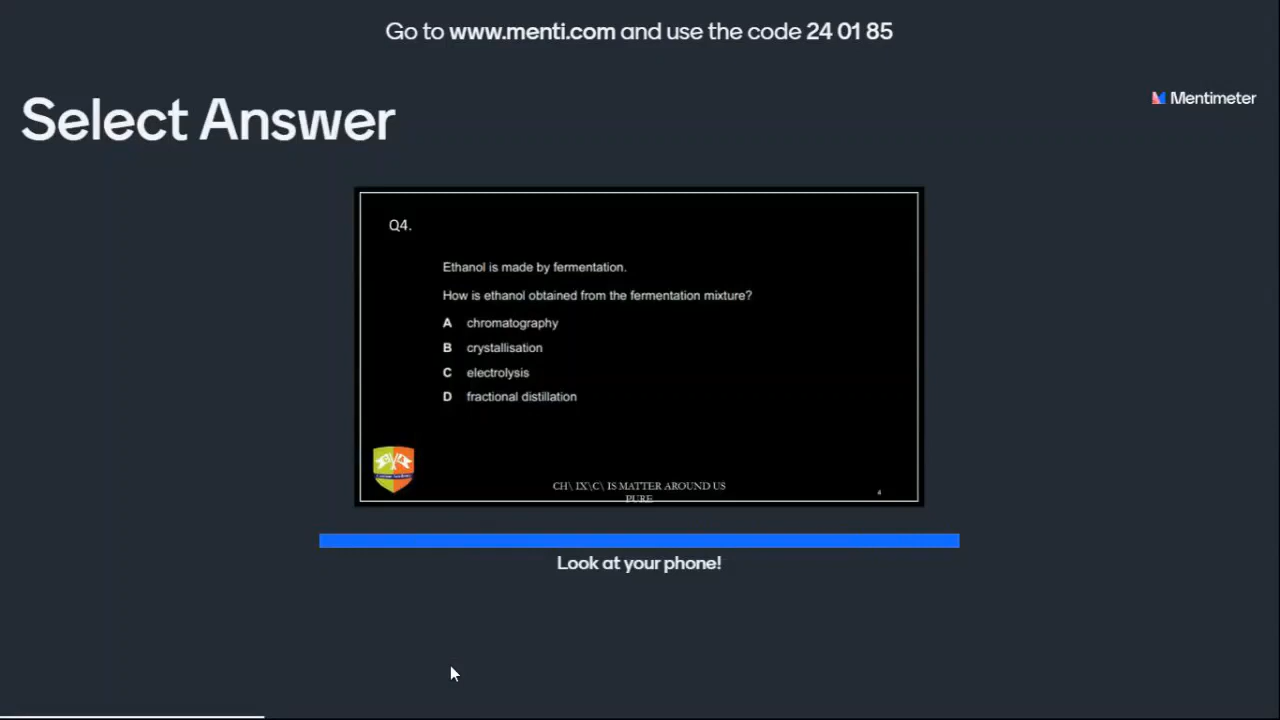 Go to www.menti.com and use the code 24 01 85
Mentimeter
Select Answer
Q4.
Ethanol is made by fermentation.
How is ethanol obtained from the fermentation mixture?
A chromatography
B crystallisation
C electrolysis
D fractional distillation
CH\ IX\C\ IS MATTER AROUND US
PURE
4
Look at your phone!